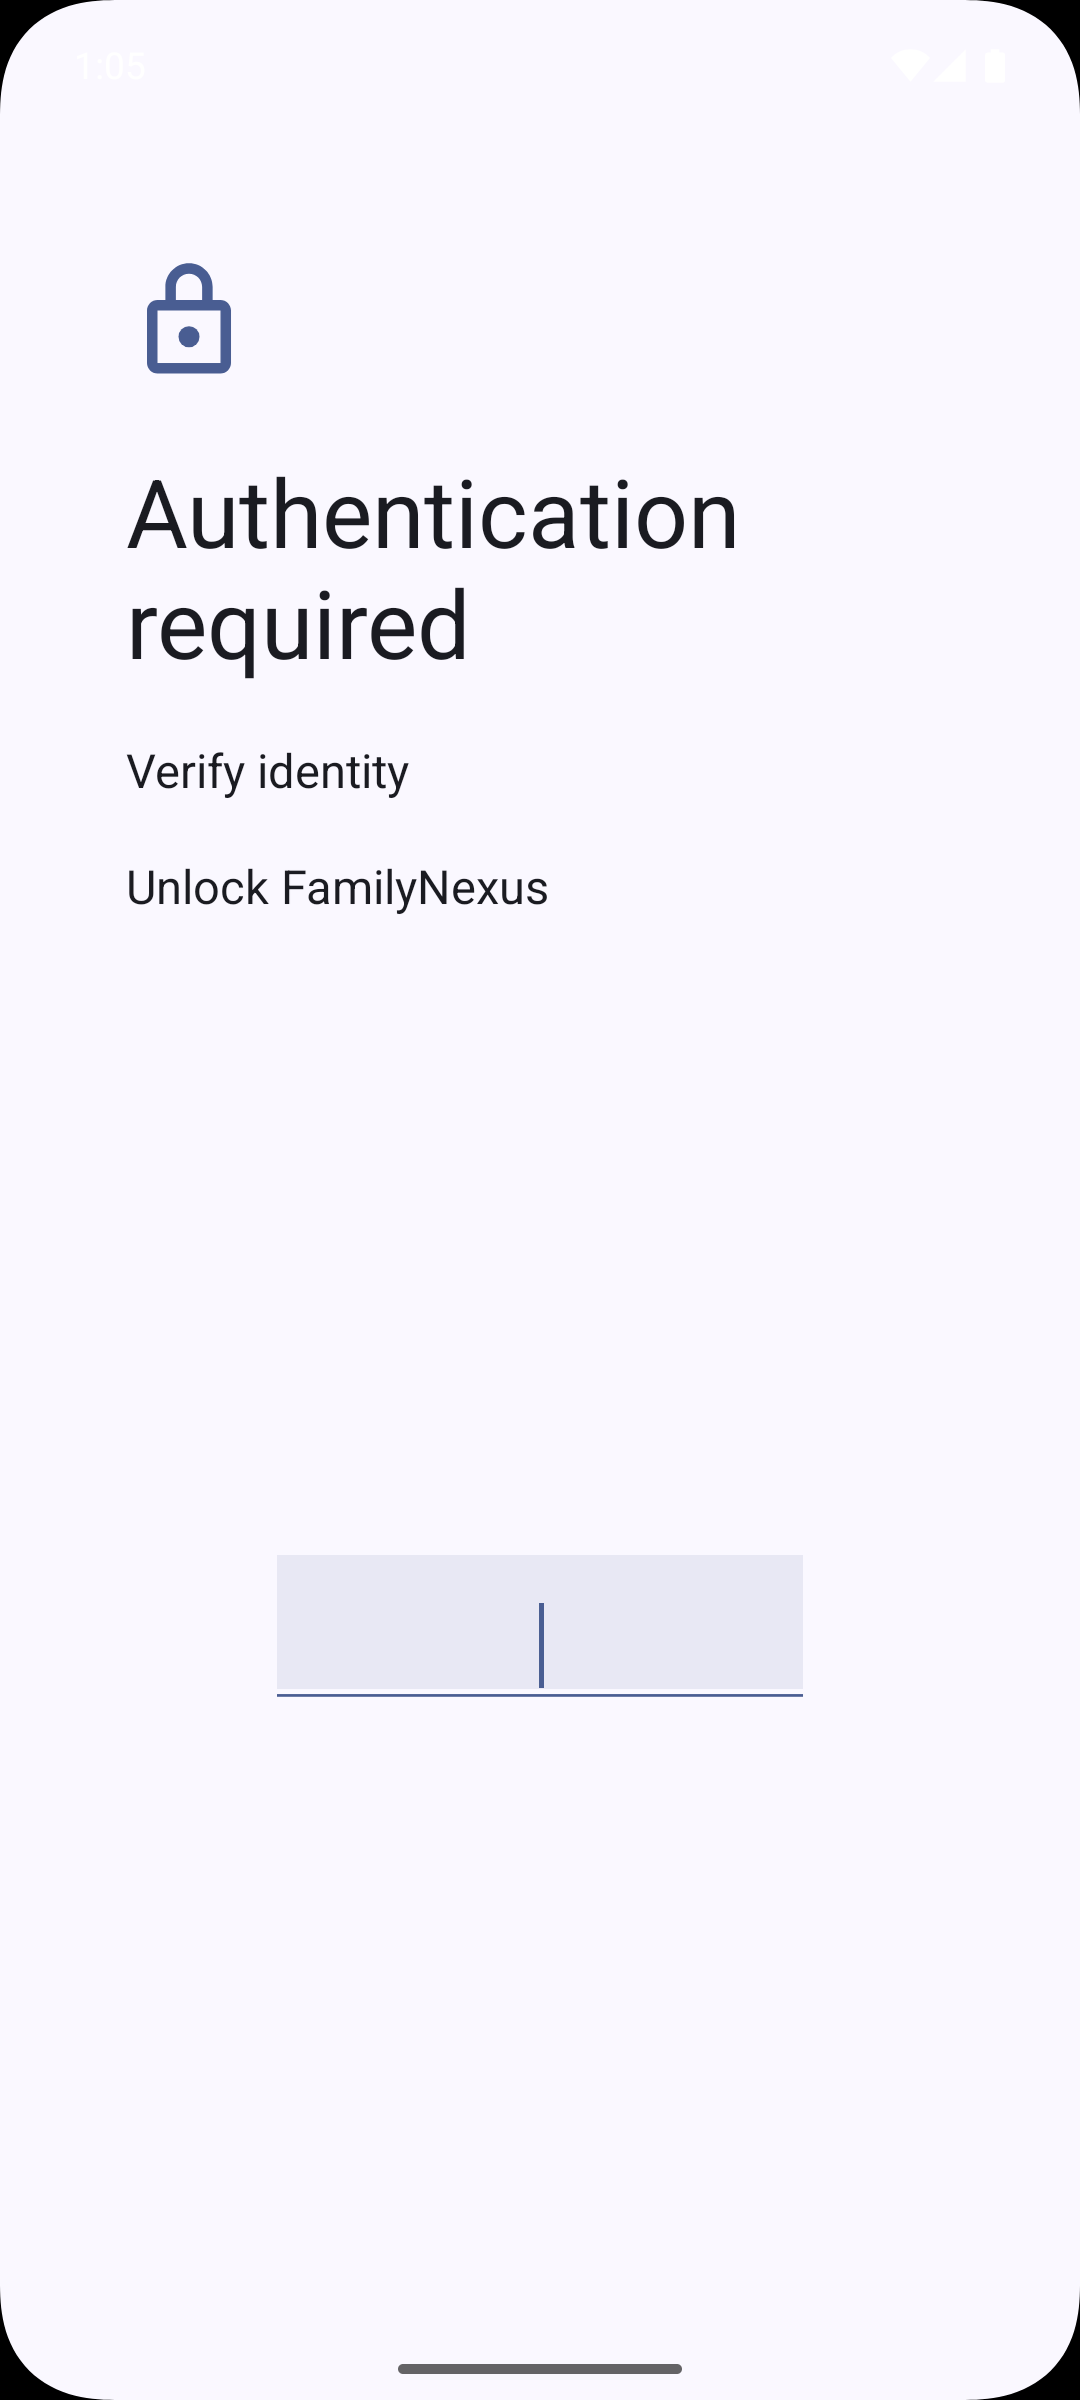 1:05
Authentication
required
Verify identity
Unlock FamilyNexus